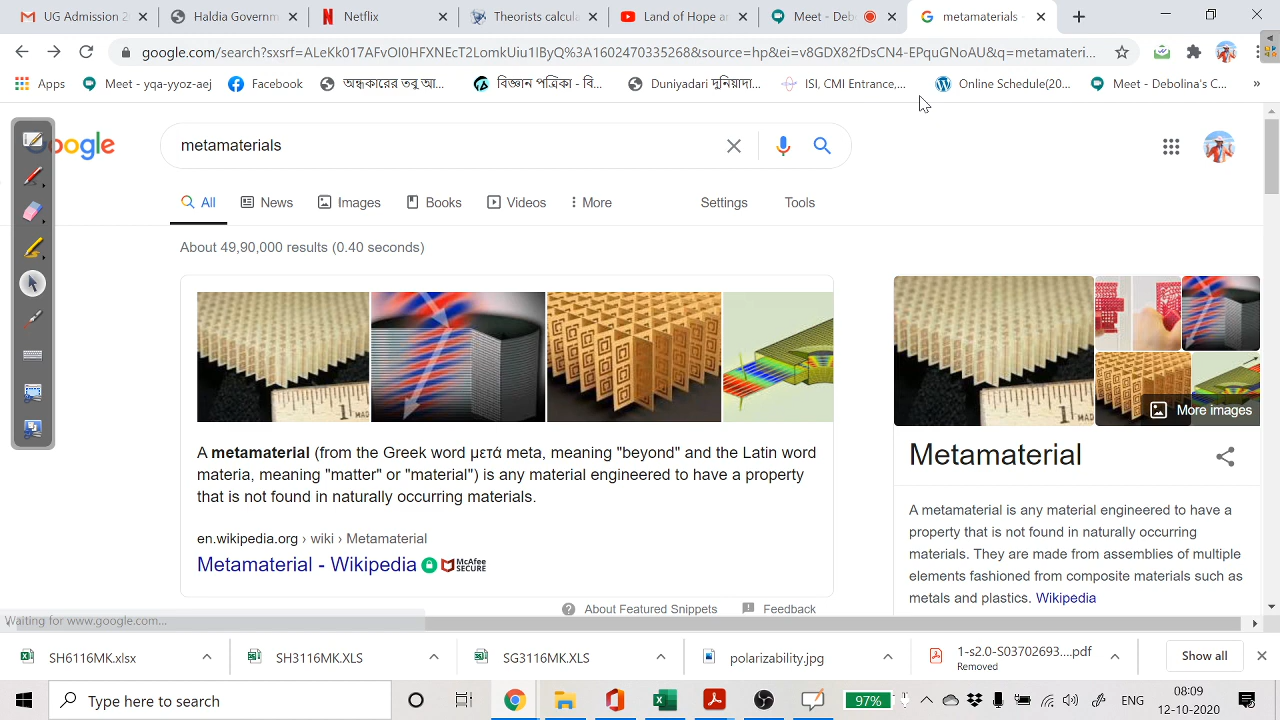 UG Admission 2
Haldia Governm
Netflix
Theorists calcula
Land of Hope a
Meet - Debo
metamaterials -
google.com/search?sxsrf=ALeKk017AFvOl0HFXNEcT2LomkUiu1IByQ%3A1602470335268&source=hp&ei=v8GDX82fDsCN4-EPquGNoAU&q=metamateri...
Apps
Meet - yqa-yyoz-aej
Facebook
অন্ধকারের তবু আ...
বিজ্ঞান পত্রিকা - বি...
Duniyadari দুনিয়াদা...
ISI, CMI Entrance,...
Online Schedule(20...
Meet - Debolina's C...
»
Google
metamaterials
All
News
Images
Books
Videos
More
Settings
Tools
About 49,90,000 results (0.40 seconds)
More images
A metamaterial (from the Greek word μετά meta, meaning "beyond" and the Latin word
materia, meaning "matter" or "material") is any material engineered to have a property
that is not found in naturally occurring materials.
en.wikipedia.org › wiki › Metamaterial
Metamaterial - Wikipedia McAfee SECURE
About Featured Snippets
Feedback
Metamaterial
A metamaterial is any material engineered to have a
property that is not found in naturally occurring
materials. They are made from assemblies of multiple
elements fashioned from composite materials such as
metals and plastics. Wikipedia
Waiting for www.google.com...
SH6116MK.xlsx
SH3116MK.XLS
SG3116MK.XLS
polarizability.jpg
1-s2.0-S03702693....pdf
Removed
Show all
Type here to search
97%
ENG
08:09
12-10-2020